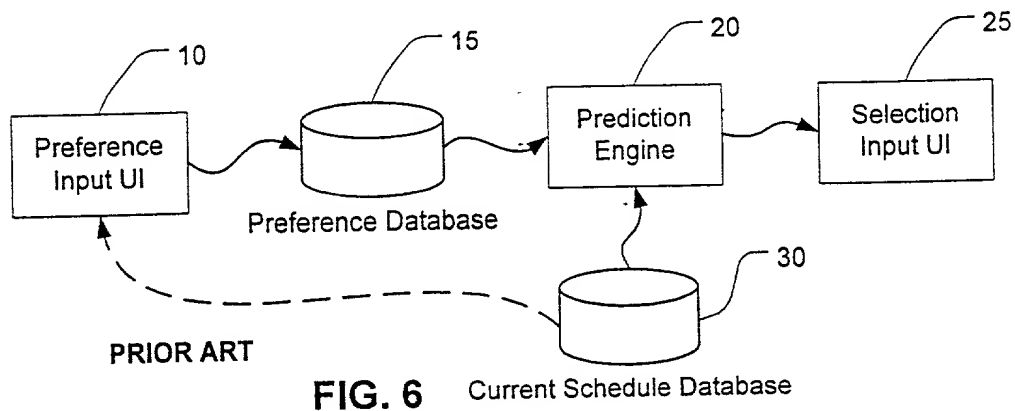 10
15
20
25
Preference
Input UI
Prediction
Engine
Selection
Input UI
Preference Database
30
PRIOR ART
FIG. 6
Current Schedule Database